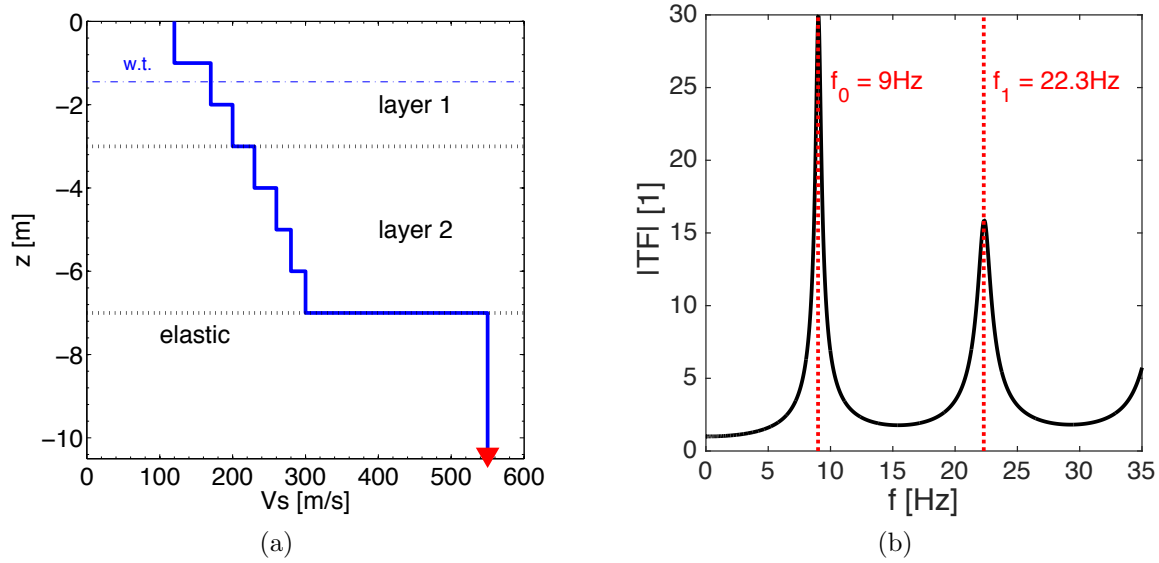 0
−2
−4
−6
−8
−10
z [m]
w.t.
layer 1
layer 2
elastic
0 100 200 300 400 500 600
Vs [m/s]
(a)
30
25
20
15
10
5
0
|TF| [1]
f_0 = 9Hz
f_1 = 22.3Hz
0 5 10 15 20 25 30 35
f [Hz]
(b)